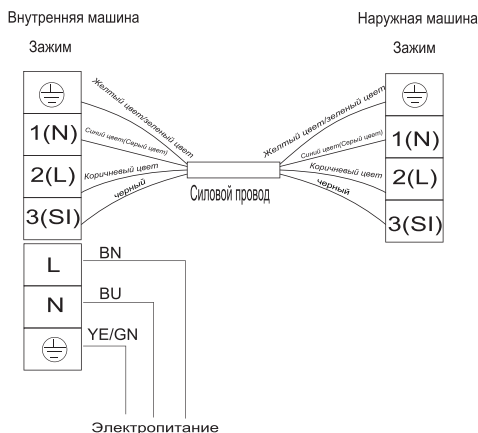 Внутренняя машина
Наружная машина
Зажим
Зажим
Желтый цвет/зеленый цвет
Желтый цвет/зеленый цвет
1(N)
Синий цвет(Серый цвет)
Синий цвет(Серый цвет)
1(N)
2(L)
Коричневый цвет
Коричневый цвет
2(L)
черный
Силовой провод
черный
3(SI)
3(SI)
L
BN
N
BU
YE/GN
Электропитание